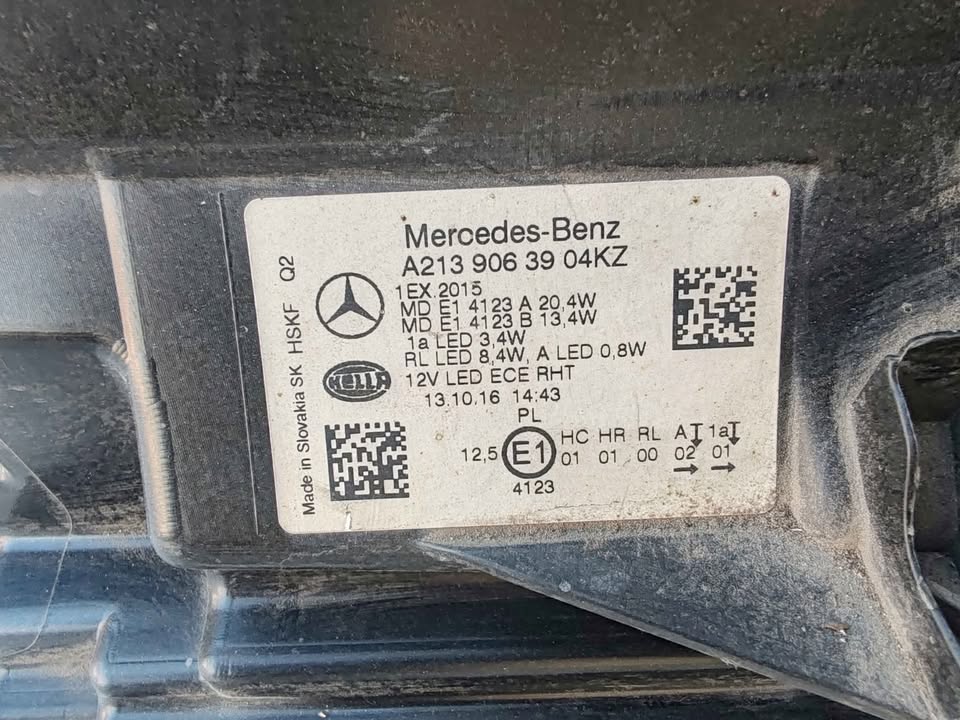 Mercedes-Benz
A213 906 39 04KZ
1EX.2015
MD E1 4123 A 20,4W
MD E1 4123 B 13,4W
1a LED 3,4W
RL LED 8,4W, A LED 0,8W
12V LED ECE RHT
13.10.16 14:43
PL
HC HR RL A 1a
12,5 E1 01 01 00 02 01
4123
HELLA
Made in Slovakia SK HSKF Q2